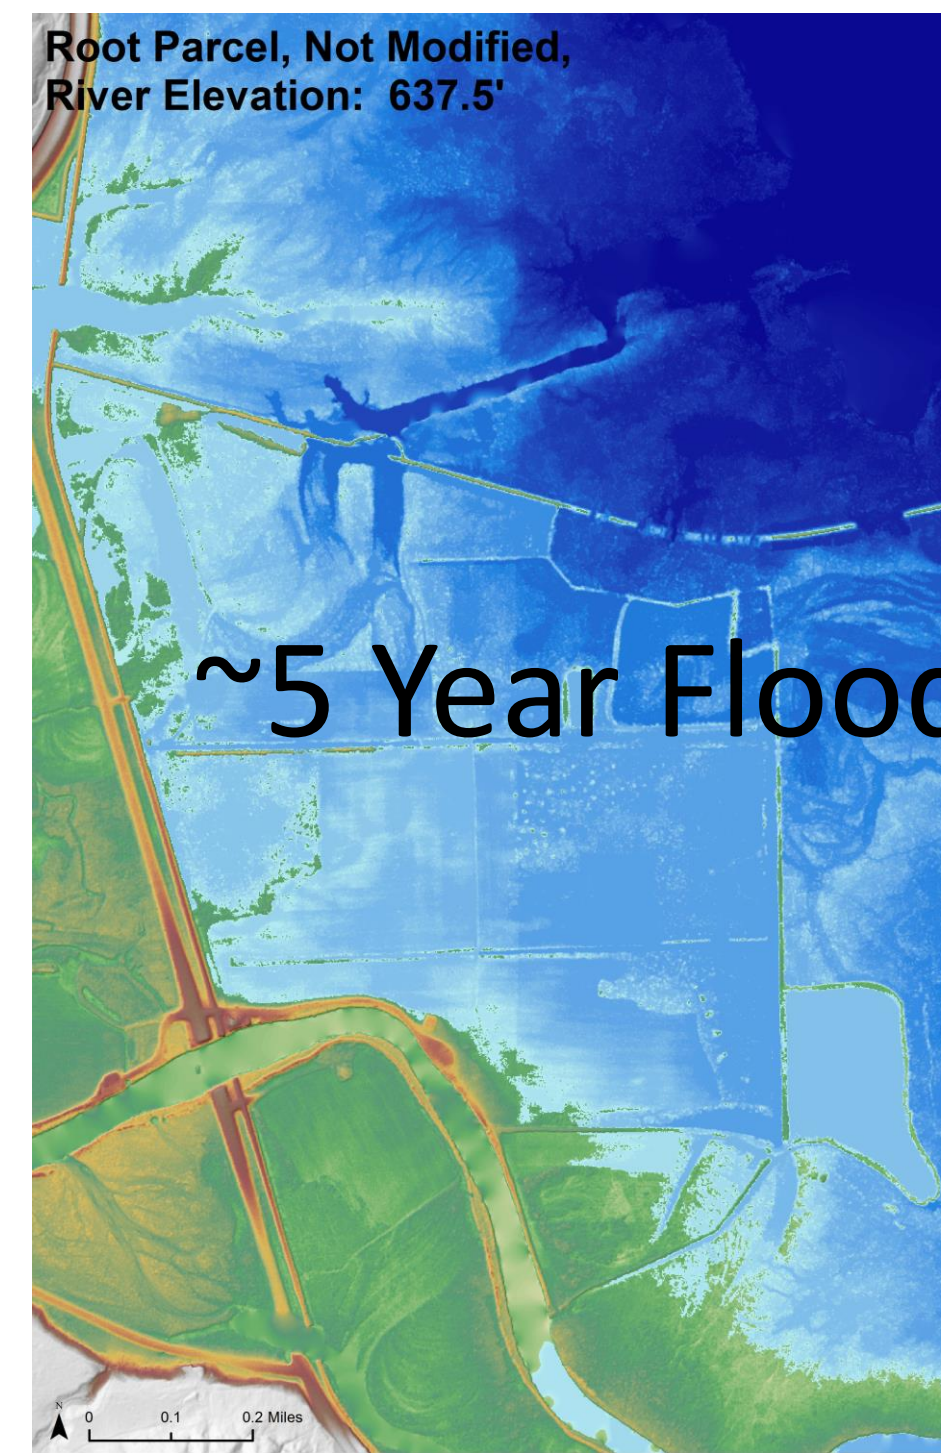 Root Parcel, Not Modified,
River Elevation:  637.5'
~5 Year Flood
N
0 0.1 0.2 Miles